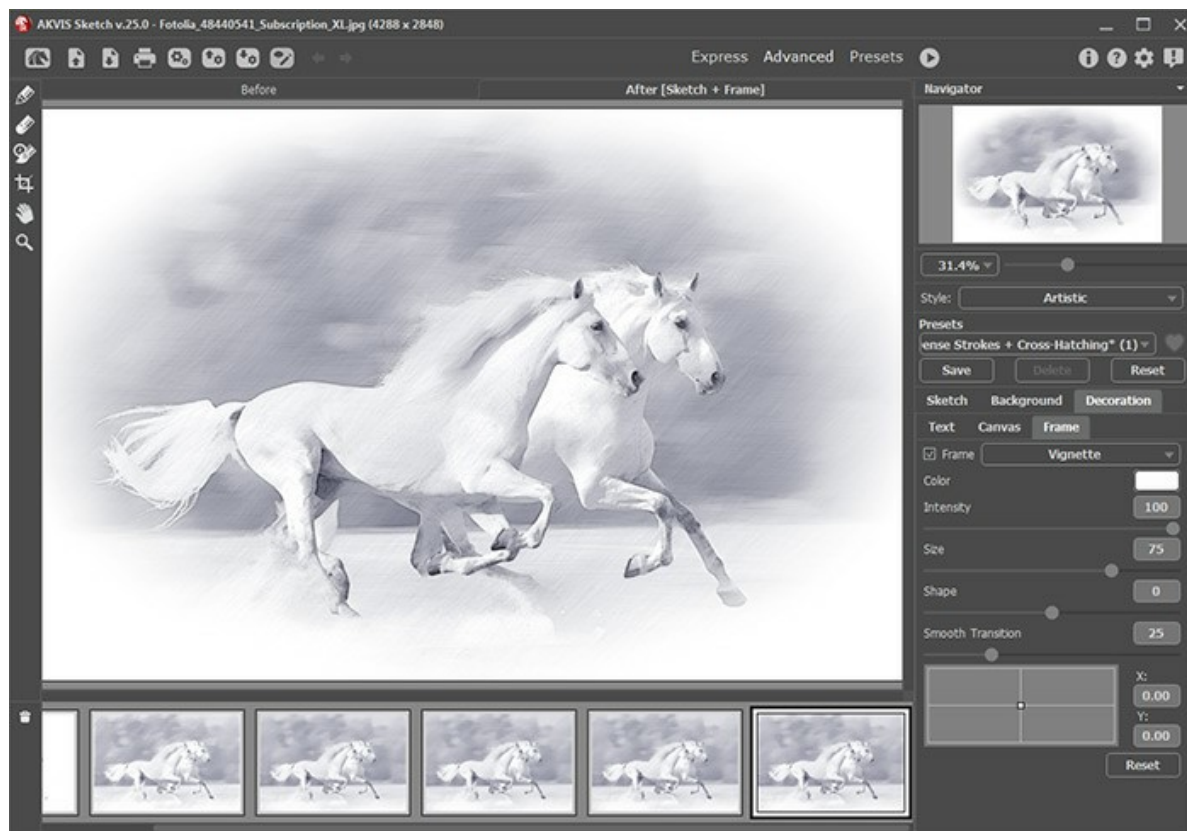 AKVIS Sketch v.25.0 - Fotolia_48440541_Subscription_XL.jpg (4288 x 2848)
Express Advanced Presets
Before After [Sketch + Frame]
Navigator
31.4%
Style: Artistic
Presets
ense Strokes + Cross-Hatching* (1)
Save Delete Reset
Sketch Background Decoration
Text Canvas Frame
Frame Vignette
Color
Intensity 100
Size 75
Shape 0
Smooth Transition 25
X:
0.00
Y:
0.00
Reset